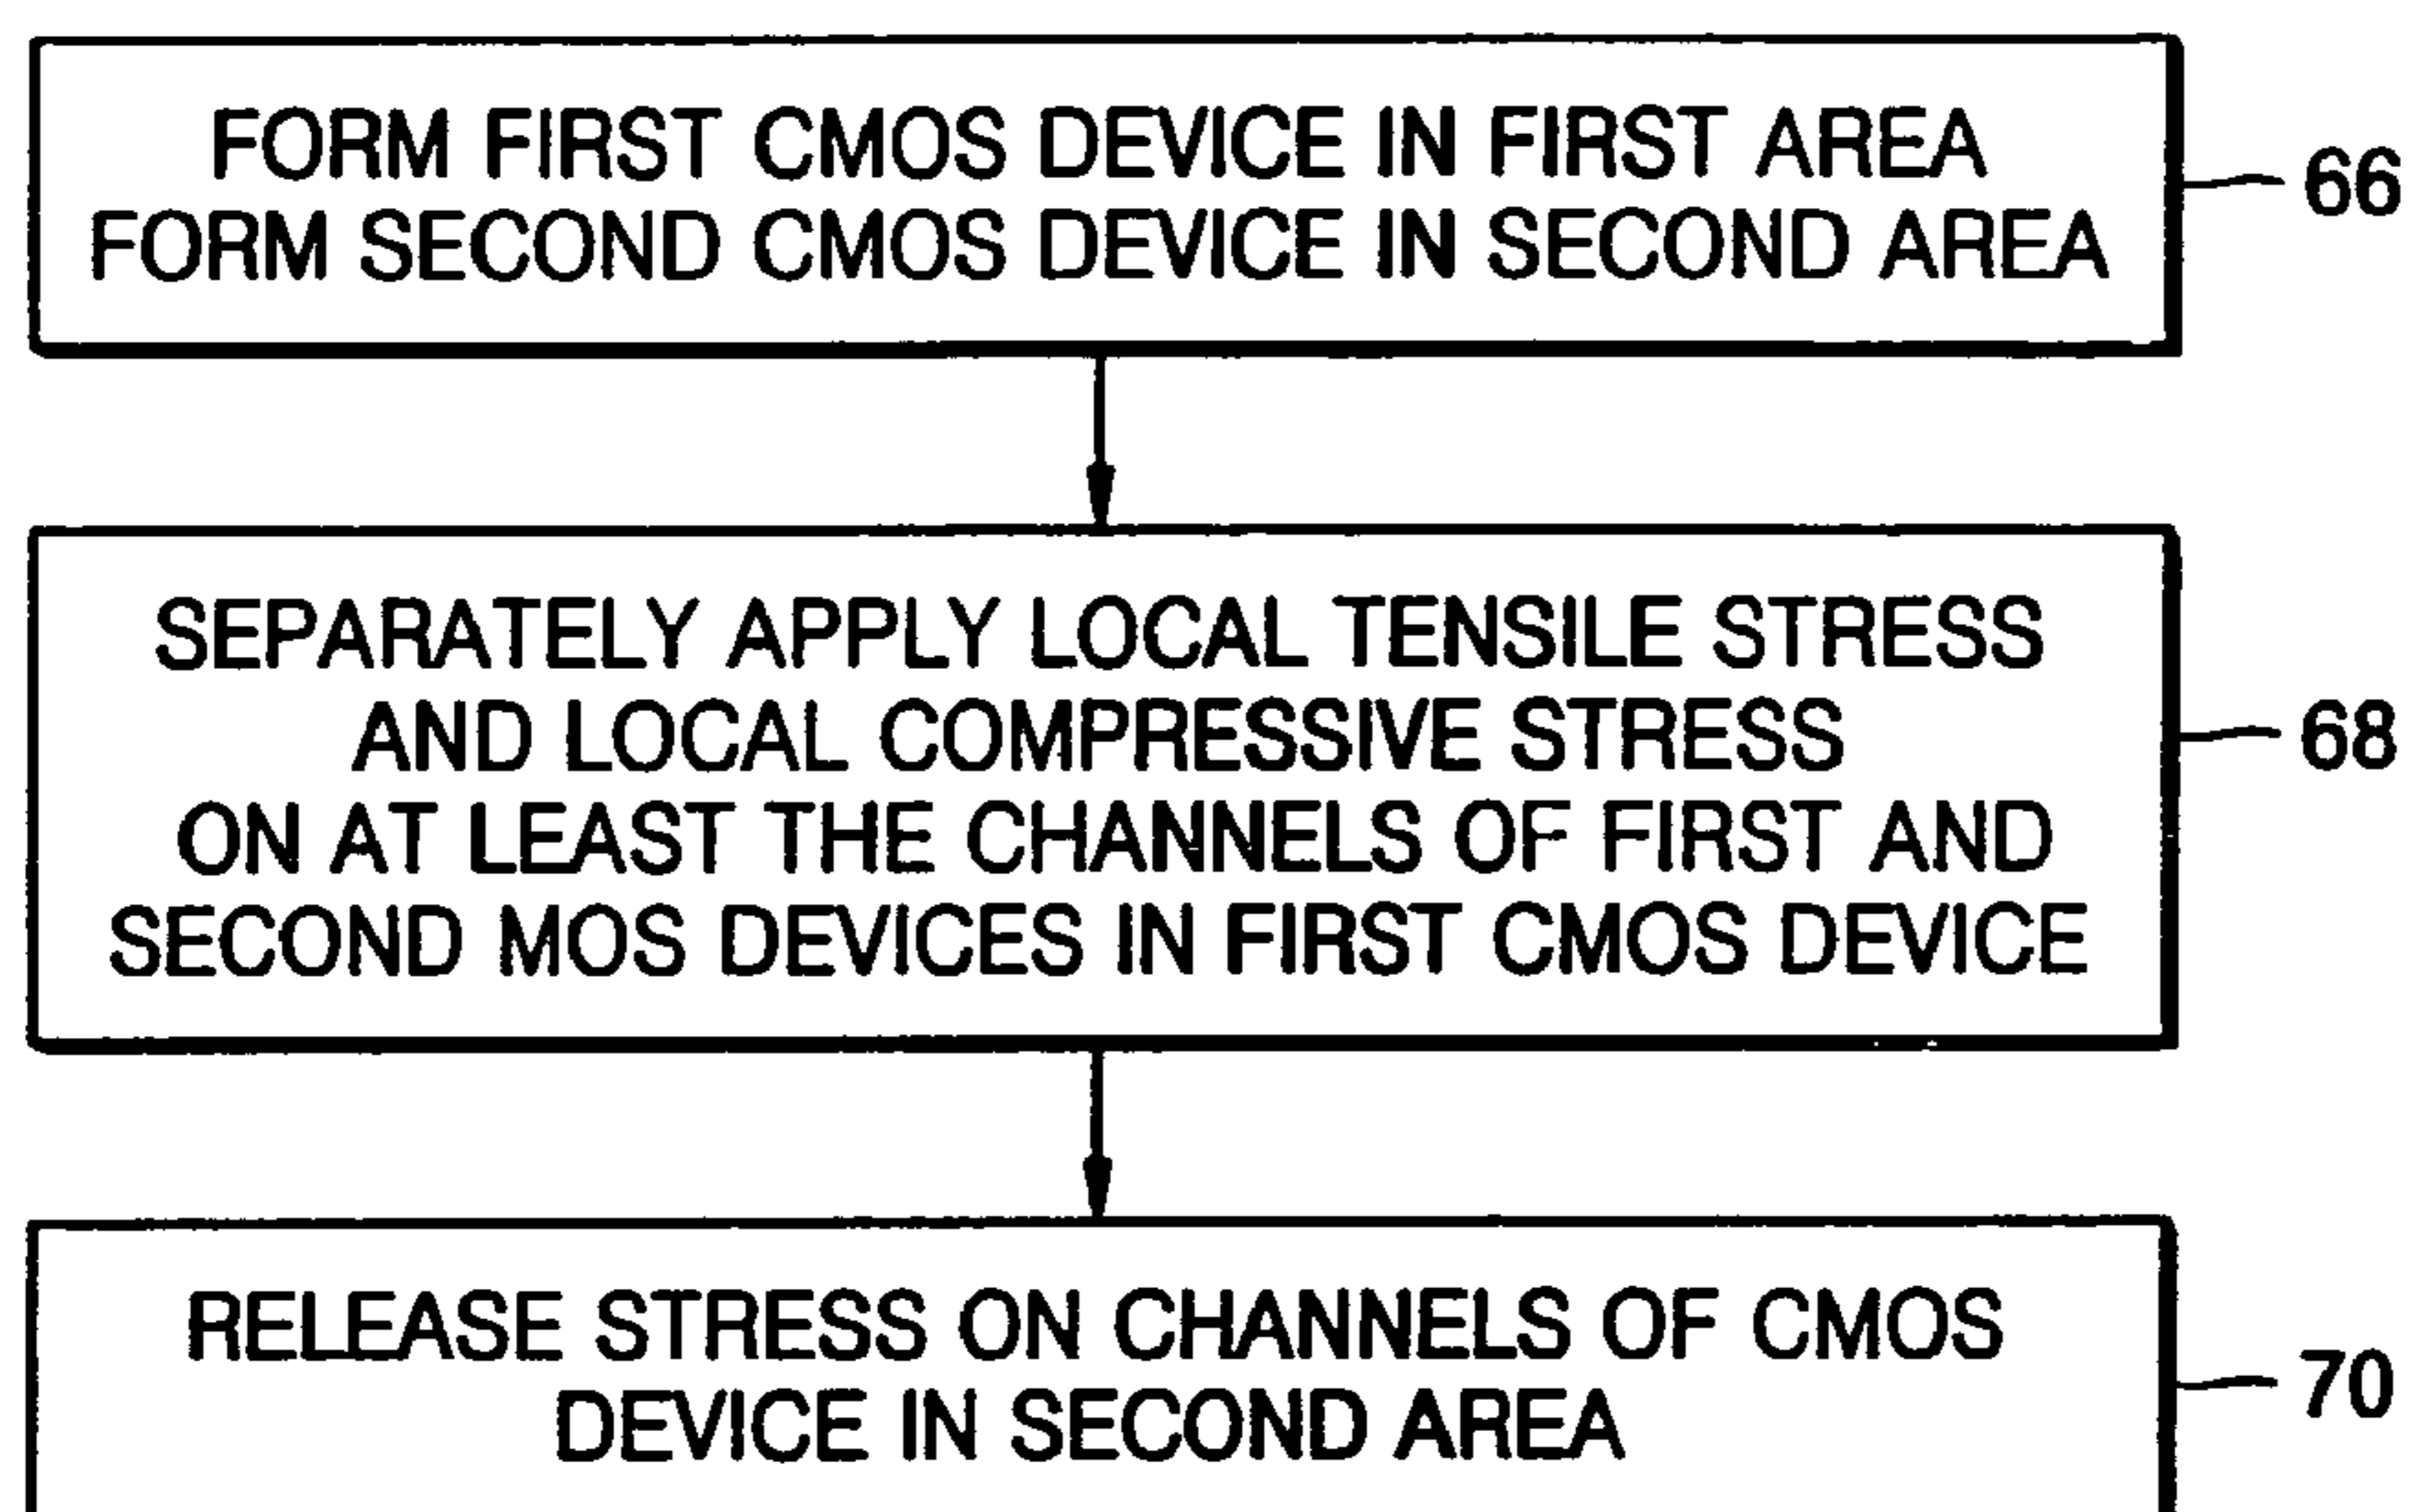 FORM FIRST CMOS DEVICE IN FIRST AREA
FORM SECOND CMOS DEVICE IN SECOND AREA
66
SEPARATELY APPLY LOCAL TENSILE STRESS
AND LOCAL COMPRESSIVE STRESS
ON AT LEAST THE CHANNELS OF FIRST AND
SECOND MOS DEVICES IN FIRST CMOS DEVICE
68
RELEASE STRESS ON CHANNELS OF CMOS
DEVICE IN SECOND AREA
70